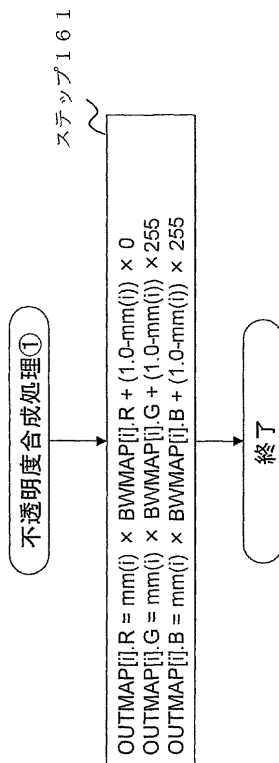 不透明度合成処理①
ステップ161
OUTMAP[i].R = mm(i) × BWMAP[i].R + (1.0-mm(i)) × 0
OUTMAP[i].G = mm(i) × BWMAP[i].G + (1.0-mm(i)) ×255
OUTMAP[i].B = mm(i) × BWMAP[i].B + (1.0-mm(i)) × 255
終了